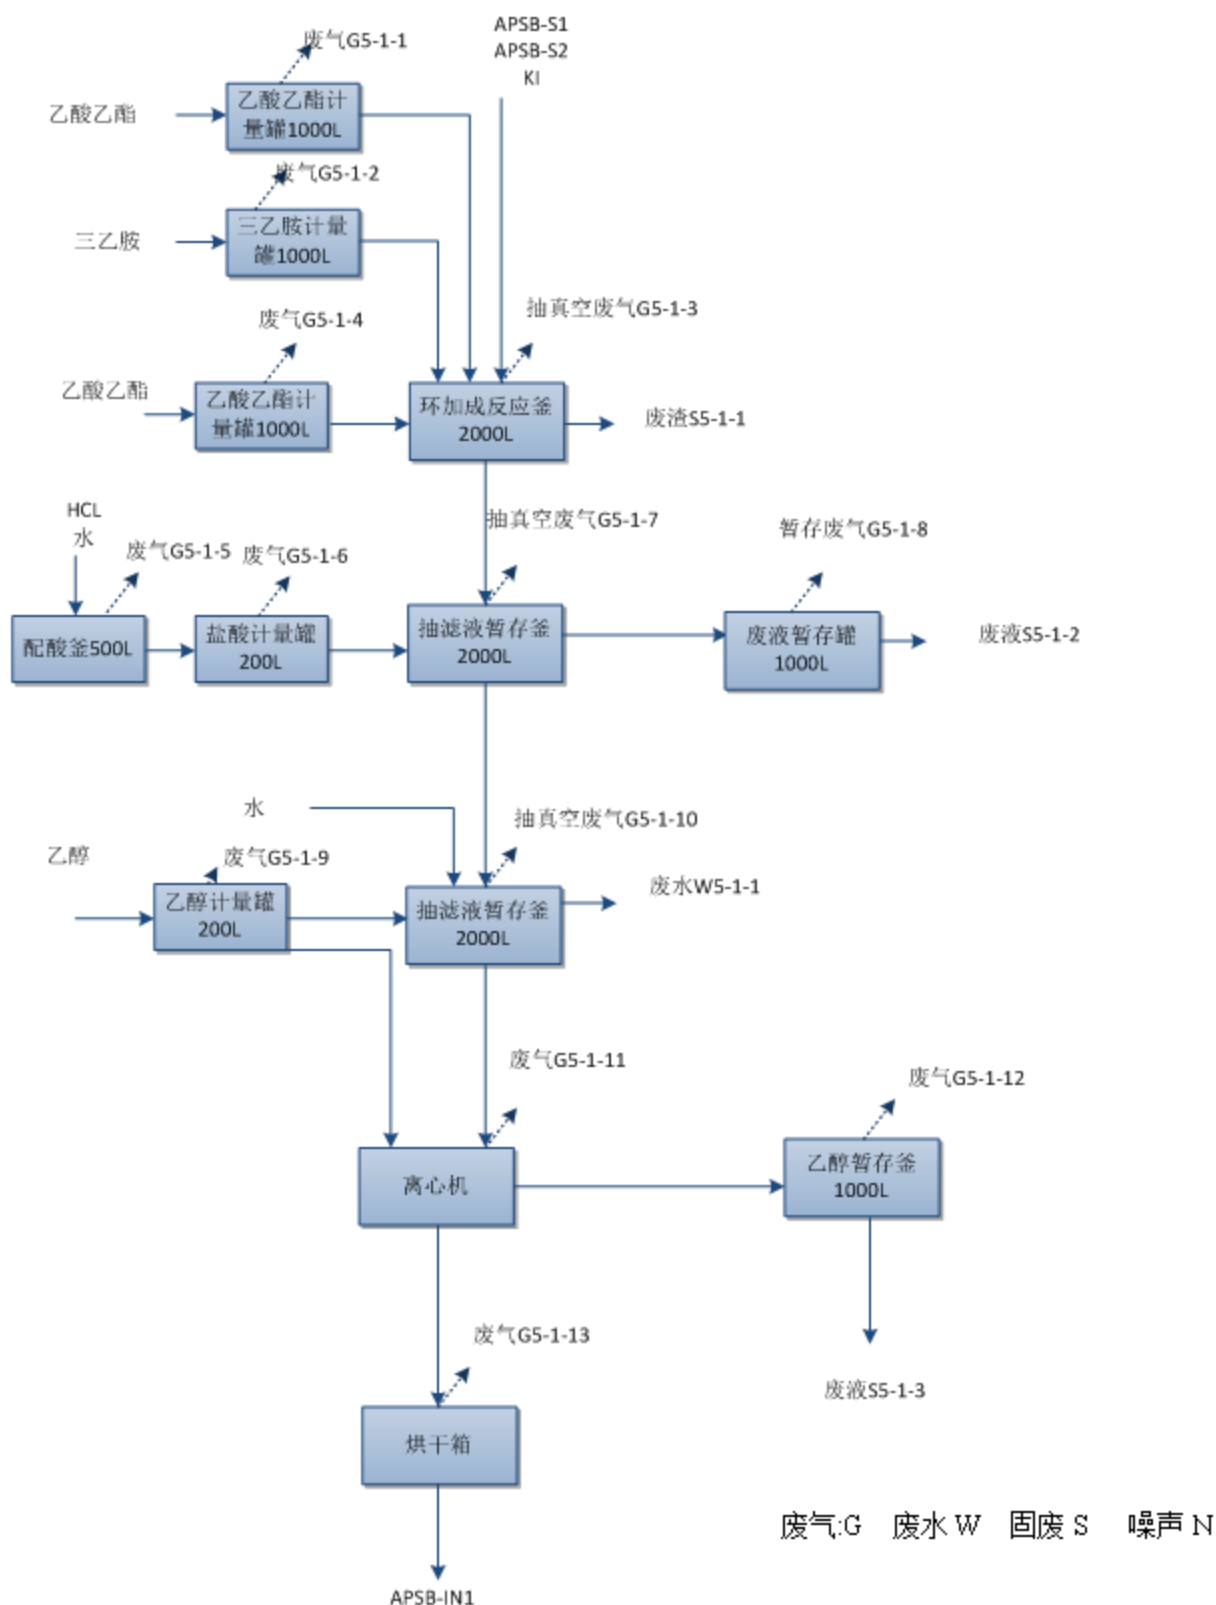 APSB-S1
APSB-S2
KI
废气G5-1-1
乙酸乙酯
乙酸乙酯计
量罐1000L
废气G5-1-2
三乙胺
三乙胺计量
罐1000L
抽真空废气G5-1-3
废气G5-1-4
乙酸乙酯
乙酸乙酯计
量罐1000L
环加成反应釜
2000L
废渣S5-1-1
HCL
水
废气G5-1-5
废气G5-1-6
抽真空废气G5-1-7
暂存废气G5-1-8
配酸釜500L
盐酸计量罐
200L
抽滤液暂存釜
2000L
废液暂存罐
1000L
废液S5-1-2
水
抽真空废气G5-1-10
乙醇
废气G5-1-9
乙醇计量罐
200L
抽滤液暂存釜
2000L
废水W5-1-1
废气G5-1-11
废气G5-1-12
离心机
乙醇暂存釜
1000L
废气G5-1-13
废液S5-1-3
烘干箱
废气:G 废水 W 固废 S 噪声 N
APSB-IN1